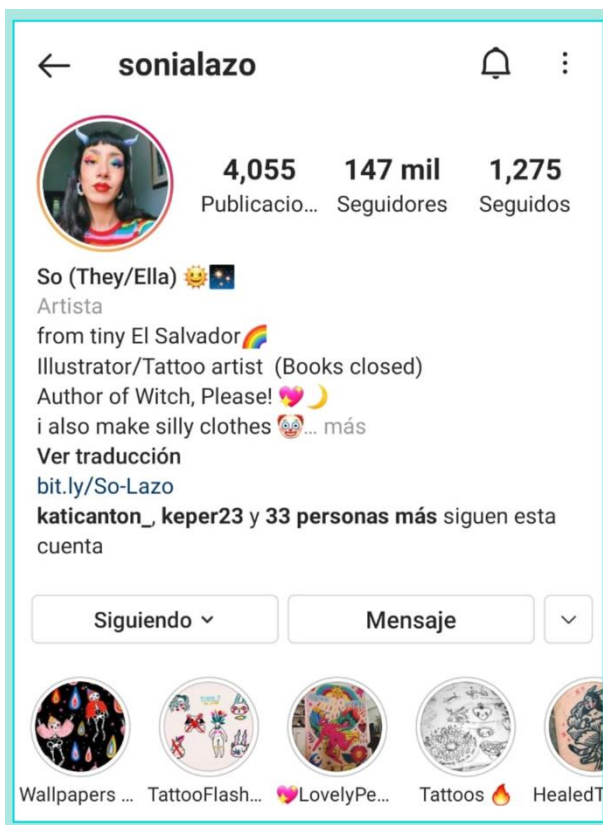 sonialazo
4,055 147 mil 1,275
Publicacio... Seguidores Seguidos
So (They/Ella) 🌞🌌
Artista
from tiny El Salvador🌈
Illustrator/Tattoo artist (Books closed)
Author of Witch, Please! 💖🌙
i also make silly clothes 🤡... más
Ver traducción
bit.ly/So-Lazo
katicanton_, keper23 y 33 personas más siguen esta
cuenta
Siguiendo Mensaje
Wallpapers ... TattooFlash... 💖LovelyPe... Tattoos 🔥 HealedT